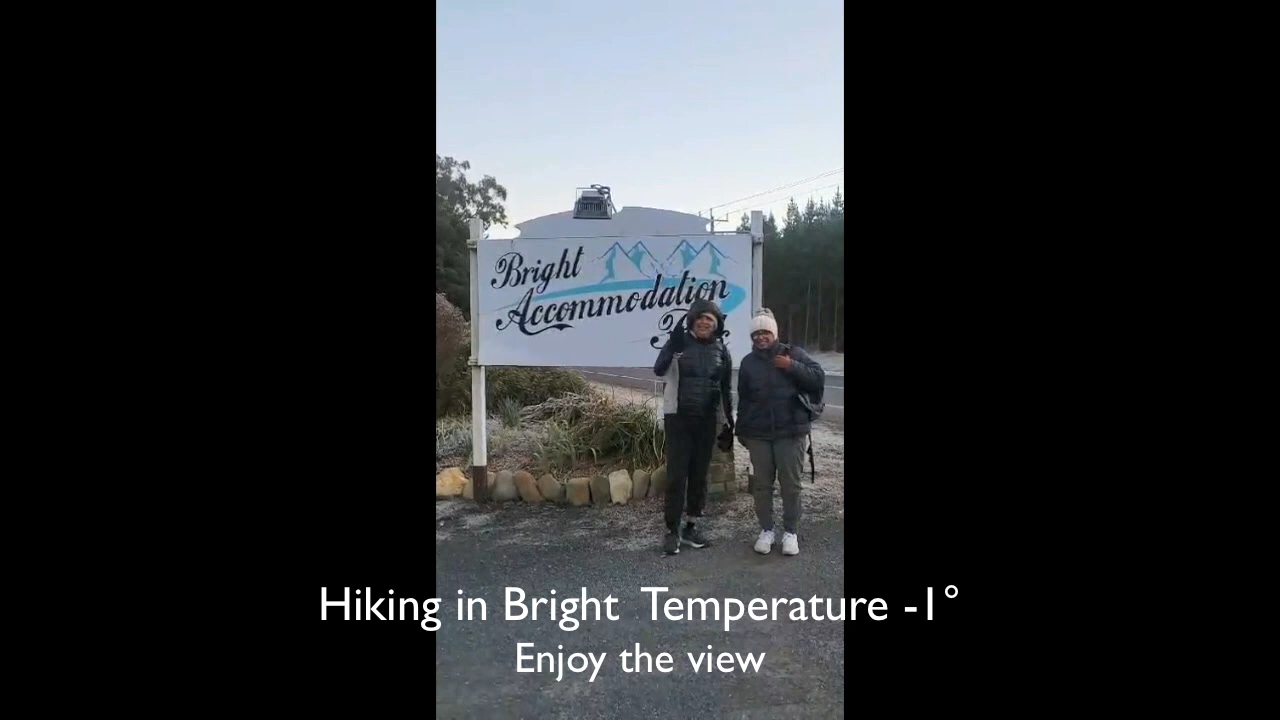 Bright
Accommodation
Hiking in Bright  Temperature -1°
Enjoy the view